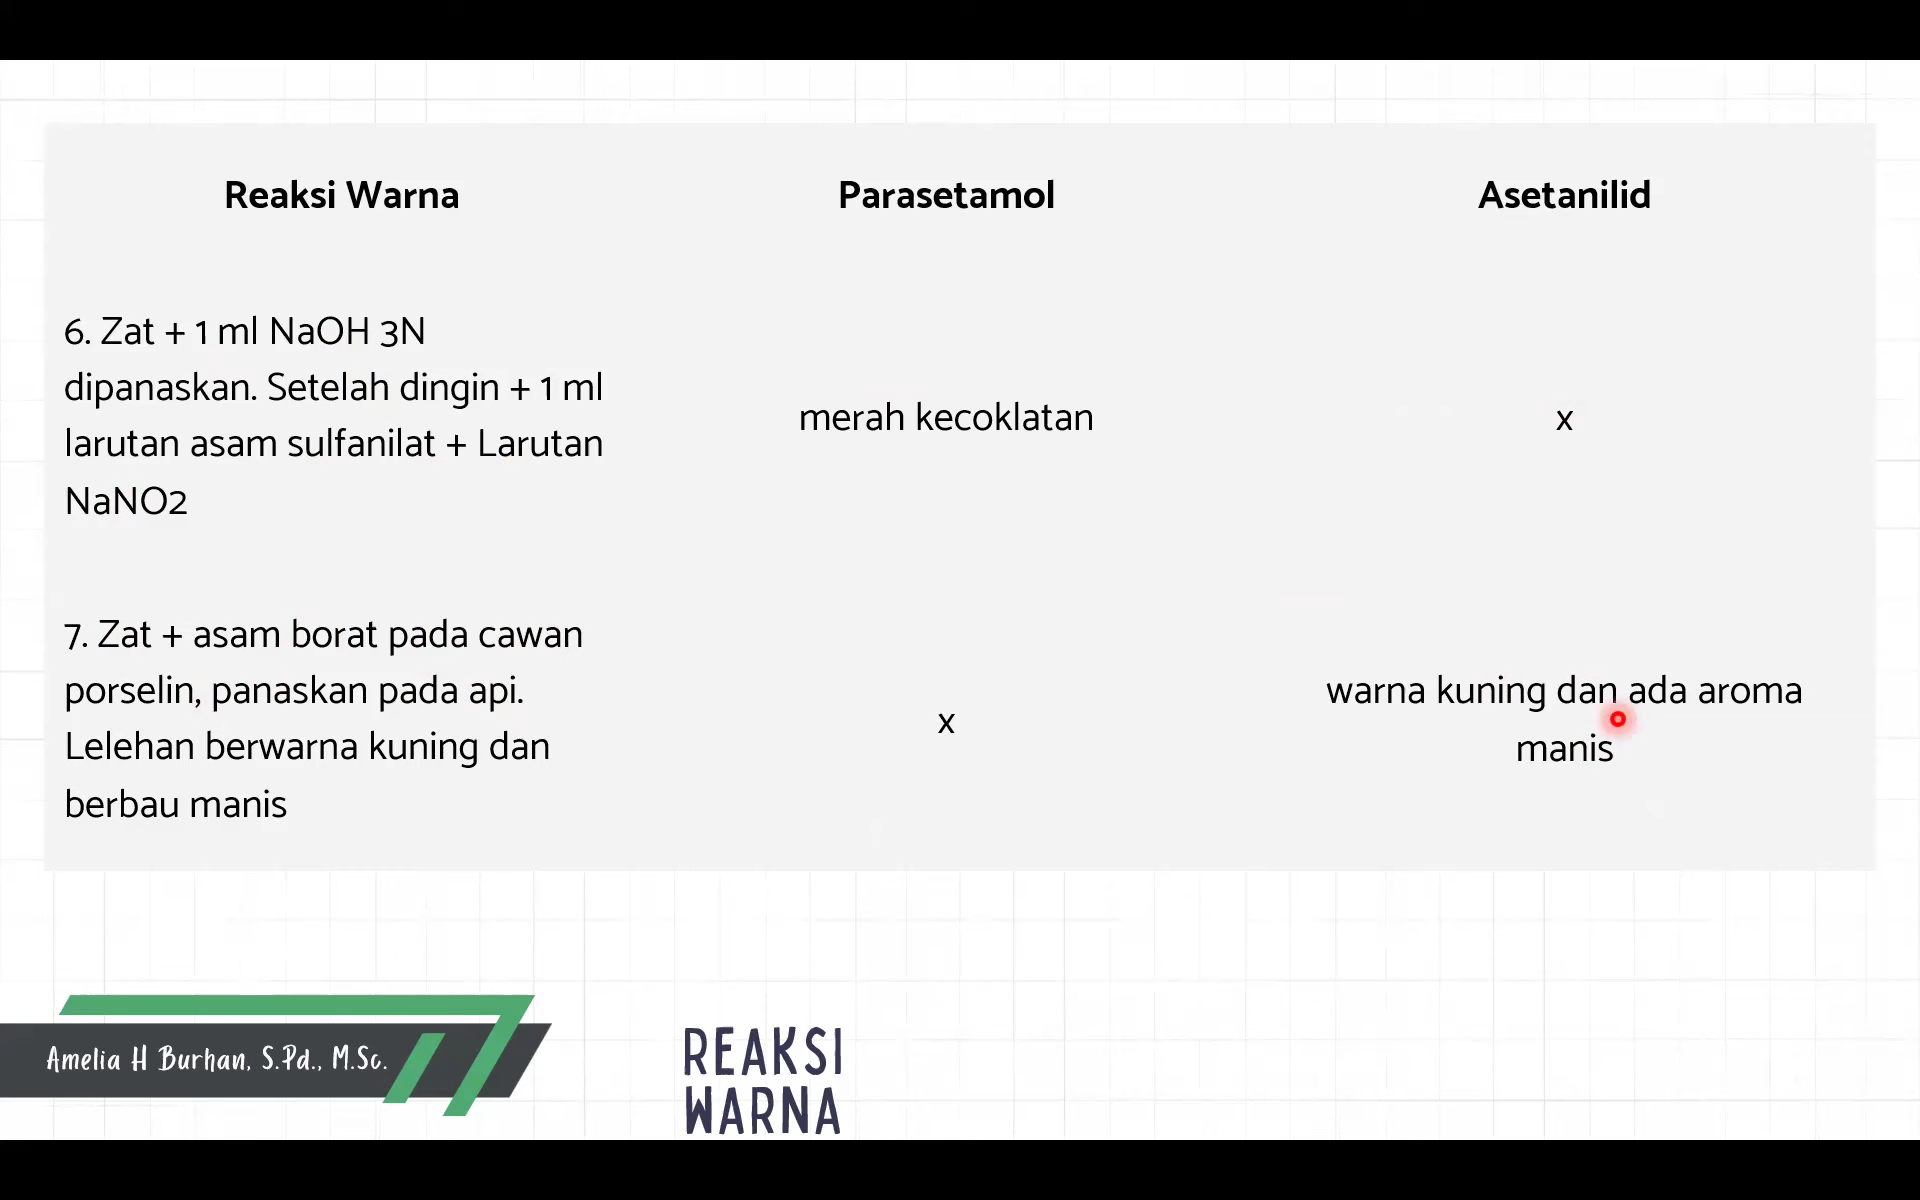 Reaksi Warna
Parasetamol
Asetanilid
6. Zat + 1 ml NaOH 3N
dipanaskan. Setelah dingin + 1 ml
larutan asam sulfanilat + Larutan
NaNO2
merah kecoklatan
x
7. Zat + asam borat pada cawan
porselin, panaskan pada api.
Lelehan berwarna kuning dan
berbau manis
x
warna kuning dan ada aroma
manis
Amelia H Burhan, S.Pd., M.Sc.
REAKSI
WARNA